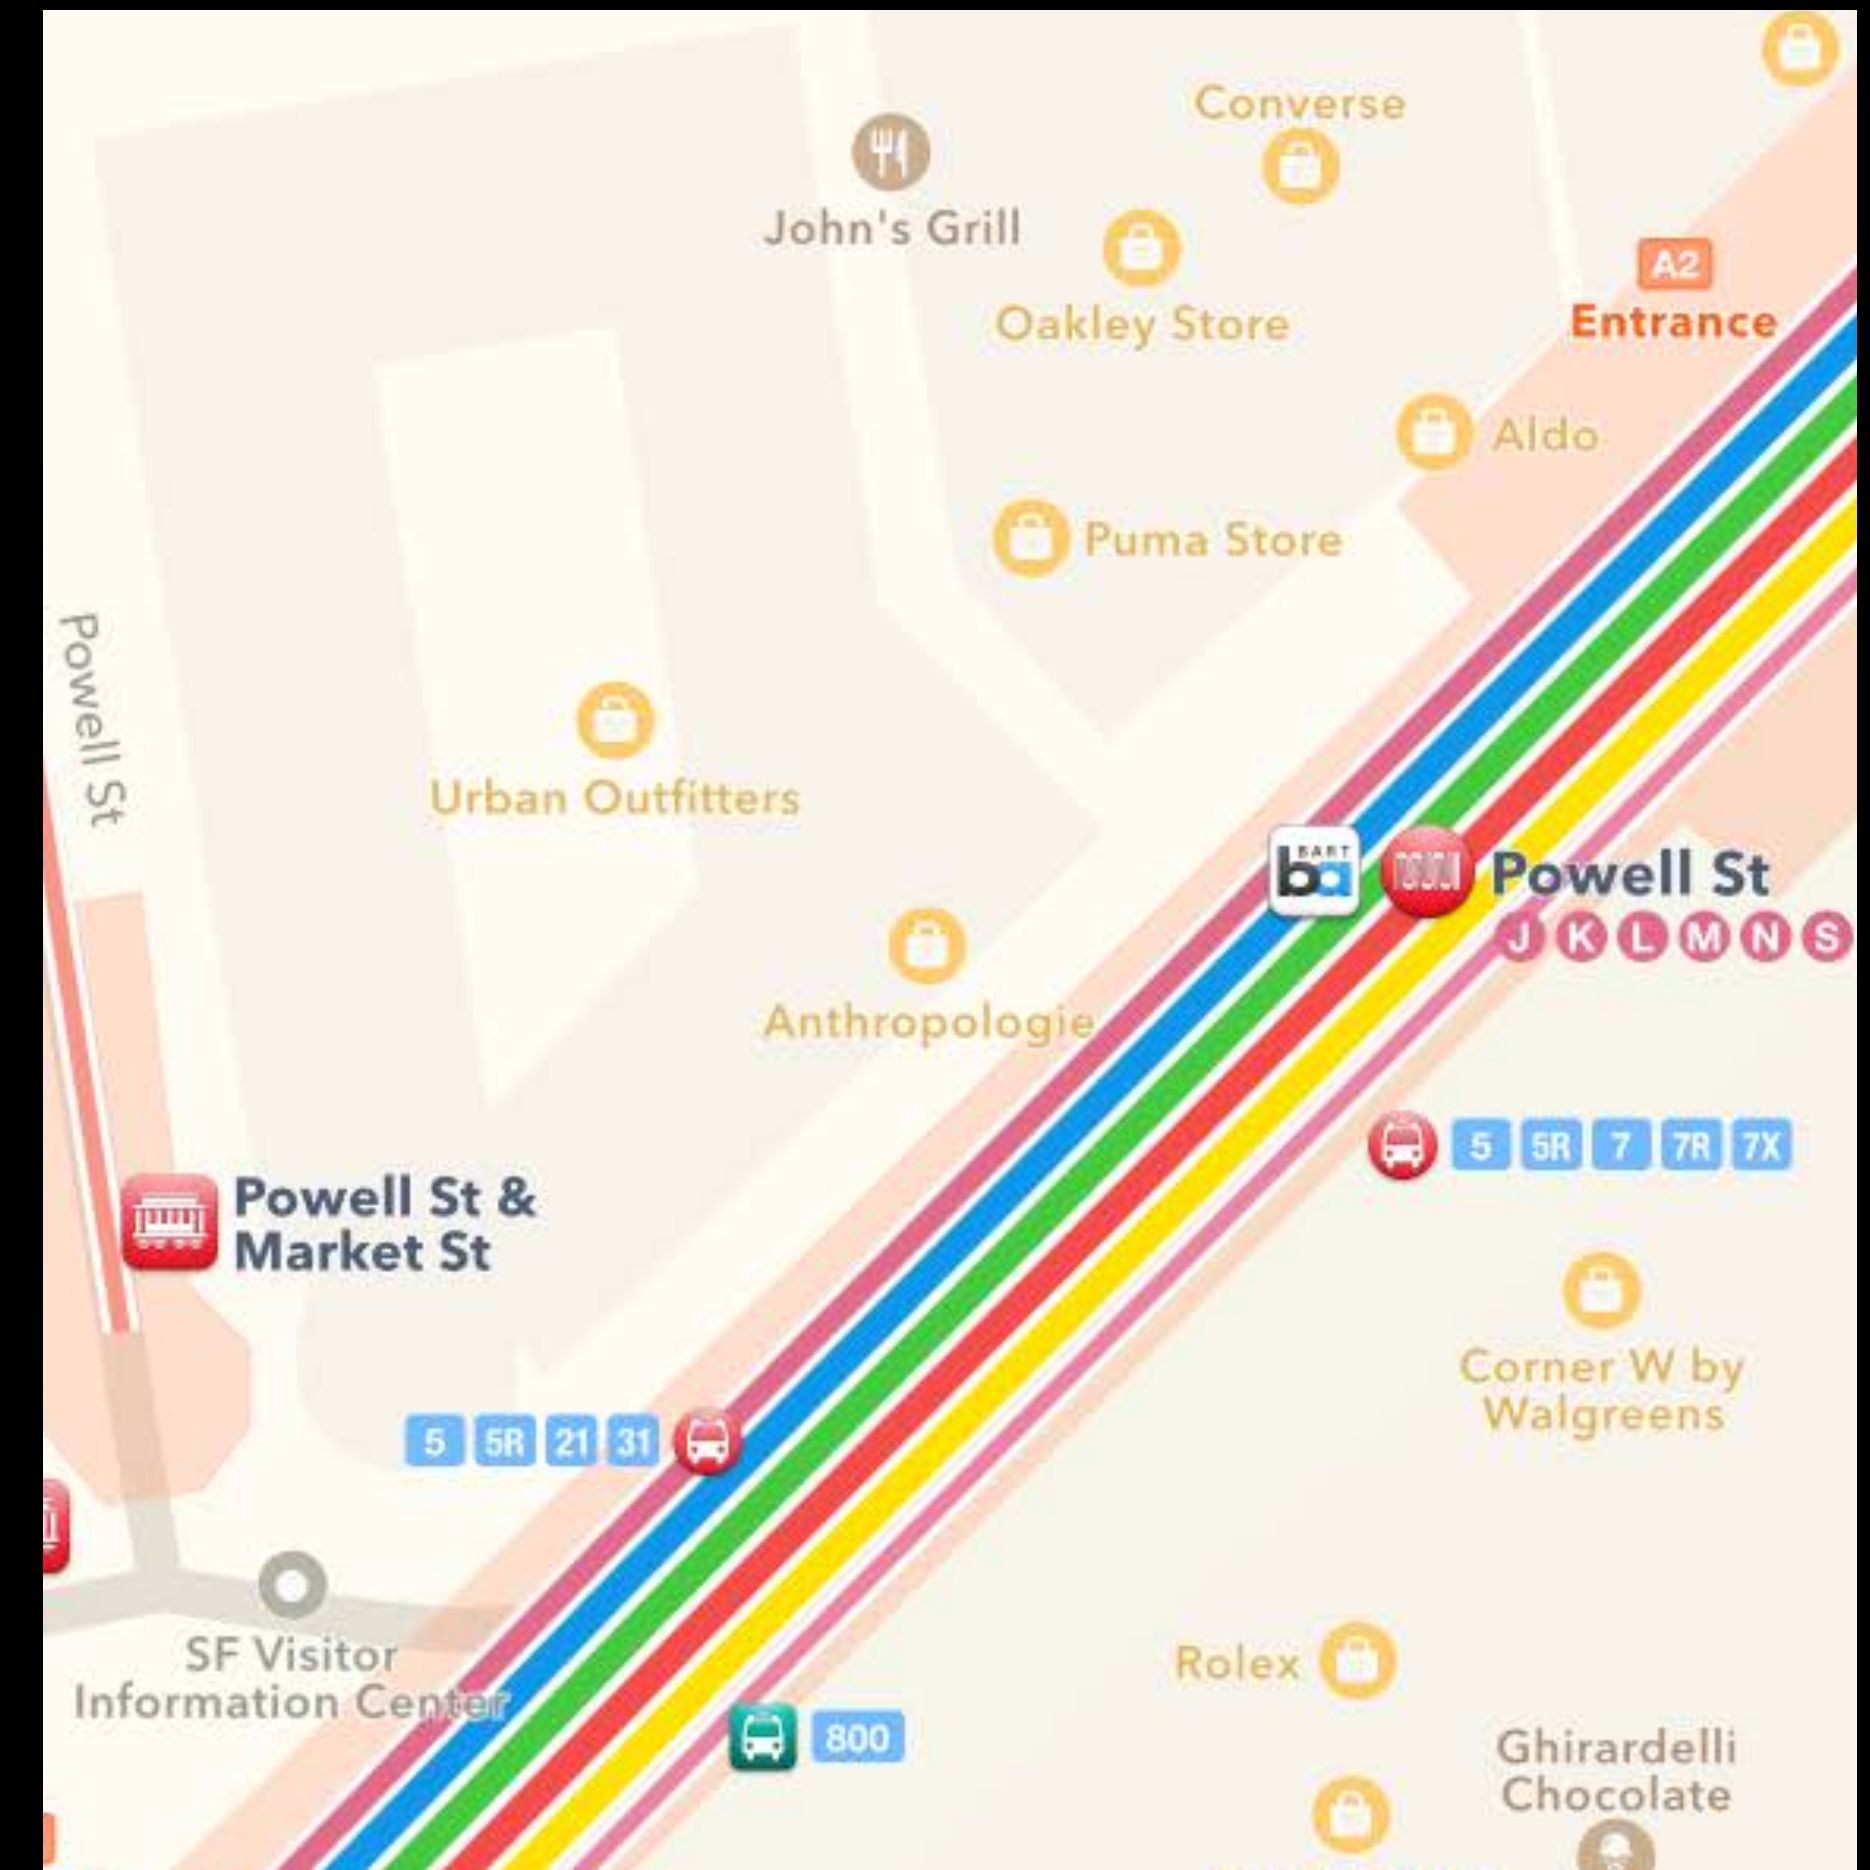 Converse
John's Grill
Oakley Store
A2
Entrance
Aldo
Puma Store
Powell St
Urban Outfitters
BART
ba
Powell St
J K L M N S
Anthropologie
5 5R 7 7R 7X
Powell St &
Market St
Corner W by
Walgreens
5 5R 21 31
SF Visitor
Information Center
Rolex
800
Ghirardelli
Chocolate